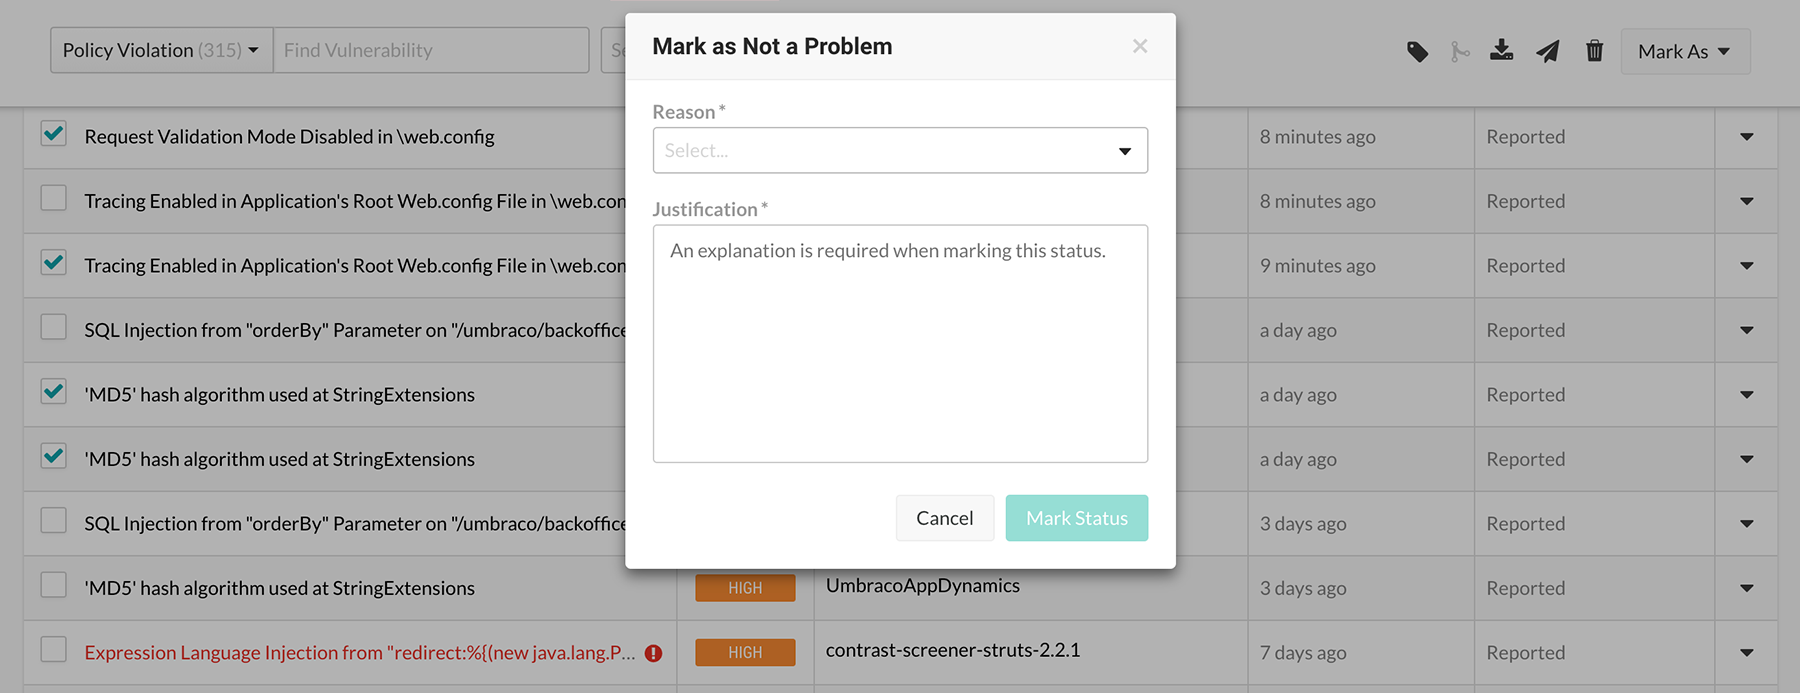 Policy Violation (315) Find Vulnerability Se
Mark As
Mark as Not a Problem ×
Reason*
Select...
Justification*
An explanation is required when marking this status.
Cancel Mark Status
Request Validation Mode Disabled in \web.config 8 minutes ago Reported
Tracing Enabled in Application's Root Web.config File in \web.con 8 minutes ago Reported
Tracing Enabled in Application's Root Web.config File in \web.con 9 minutes ago Reported
SQL Injection from "orderBy" Parameter on "/umbraco/backoffice a day ago Reported
'MD5' hash algorithm used at StringExtensions a day ago Reported
'MD5' hash algorithm used at StringExtensions a day ago Reported
SQL Injection from "orderBy" Parameter on "/umbraco/backoffice 3 days ago Reported
'MD5' hash algorithm used at StringExtensions HIGH UmbracoAppDynamics 3 days ago Reported
Expression Language Injection from "redirect:%{(new java.lang.P... HIGH contrast-screener-struts-2.2.1 7 days ago Reported